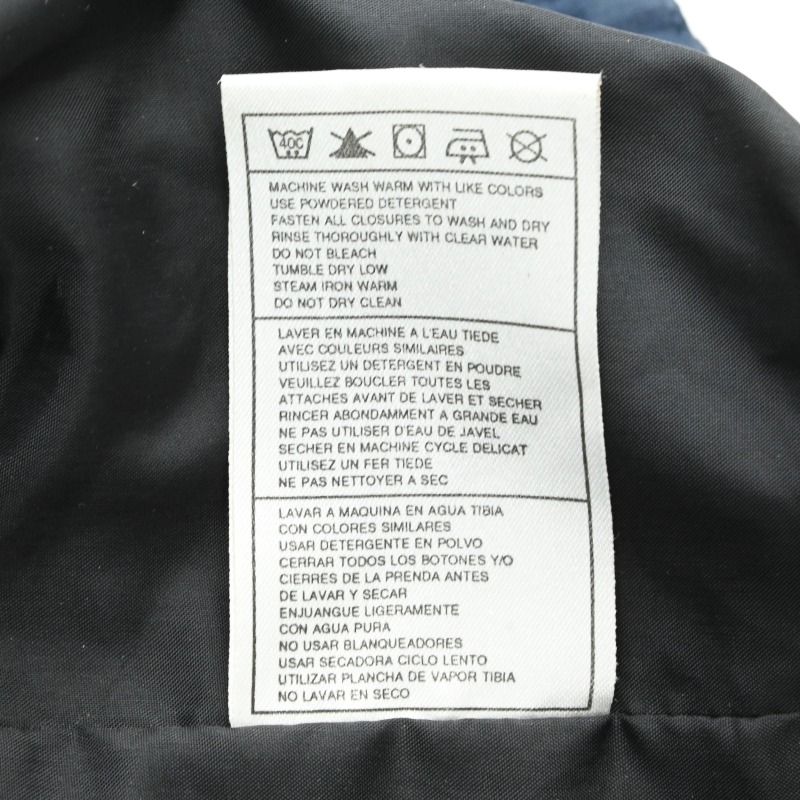 40C
MACHINE WASH WARM WITH LIKE COLORS
USE POWDERED DETERGENT
FASTEN ALL CLOSURES TO WASH AND DRY
RINSE THOROUGHLY WITH CLEAR WATER
DO NOT BLEACH
TUMBLE DRY LOW
STEAM IRON WARM
DO NOT DRY CLEAN
LAVER EN MACHINE A L'EAU TIEDE
AVEC COULEURS SIMILAIRES
UTILISEZ UN DETERGENT EN POUDRE
VEUILLEZ BOUCLER TOUTES LES
ATTACHES AVANT DE LAVER ET SECHER
RINCER ABONDAMMENT A GRANDE EAU
NE PAS UTILISER D'EAU DE JAVEL
SECHER EN MACHINE CYCLE DELICAT
UTILISEZ UN FER TIEDE
NE PAS NETTOYER A SEC
LAVAR A MAQUINA EN AGUA TIBIA
CON COLORES SIMILARES
USAR DETERGENTE EN POLVO
CERRAR TODOS LOS BOTONES Y/O
CIERRES DE LA PRENDA ANTES
DE LAVAR Y SECAR
ENJUANGUE LIGERAMENTE
CON AGUA PURA
NO USAR BLANQUEADORES
USAR SECADORA CICLO LENTO
UTILIZAR PLANCHA DE VAPOR TIBIA
NO LAVAR EN SECO